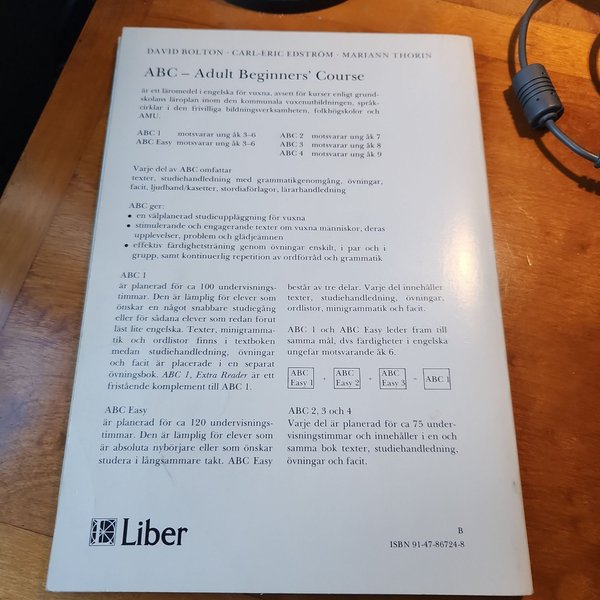 DAVID BOLTON · CARL-ERIC EDSTRÖM · MARIANN THORIN
ABC – Adult Beginners' Course
är ett läromedel i engelska för vuxna, avsett för kurser enligt grund-
skolans läroplan inom den kommunala vuxenutbildningen, språk-
cirklar i den frivilliga bildningsverksamheten, folkhögskolor och
AMU.
ABC 1 motsvarar ung åk 3–6
ABC Easy motsvarar ung åk 3–6
ABC 2 motsvarar ung åk 7
ABC 3 motsvarar ung åk 8
ABC 4 motsvarar ung åk 9
Varje del av ABC omfattar
texter, studiehandledning med grammatikgenomgång, övningar,
facit, ljudband/kasetter, stordiaförlagor, lärarhandledning
ABC ger:
• en välplanerad studieuppläggning för vuxna
• stimulerande och engagerande texter om vuxna människor, deras
upplevelser, problem och glädjeämnen
• effektiv färdighetsträning genom övningar enskilt, i par och i
grupp, samt kontinuerlig repetition av ordförråd och grammatik
ABC 1
är planerad för ca 100 undervisnings-
timmar. Den är lämplig för elever som
önskar en något snabbare studiegång
eller för sådana elever som redan förut
läst lite engelska. Texter, minigramma-
tik och ordlistor finns i textboken
medan studiehandledning, övningar
och facit är placerade i en separat
övningsbok. ABC 1, Extra Reader är ett
fristående komplement till ABC 1.
ABC Easy
är planerad för ca 120 undervisnings-
timmar. Den är lämplig för elever som
är absoluta nybörjare eller som önskar
studera i långsammare takt. ABC Easy
består av tre delar. Varje del innehåller
texter, studiehandledning, övningar,
ordlistor, minigrammatik och facit.
ABC 1 och ABC Easy leder fram till
samma mål, dvs färdigheter i engelska
ungefär motsvarande åk 6.
ABC Easy 1 + ABC Easy 2 + ABC Easy 3 = ABC 1
ABC 2, 3 och 4
Varje del är planerad för ca 75 under-
visningstimmar och innehåller i en och
samma bok texter, studiehandledning,
övningar och facit.
Liber
B
ISBN 91-47-86724-8